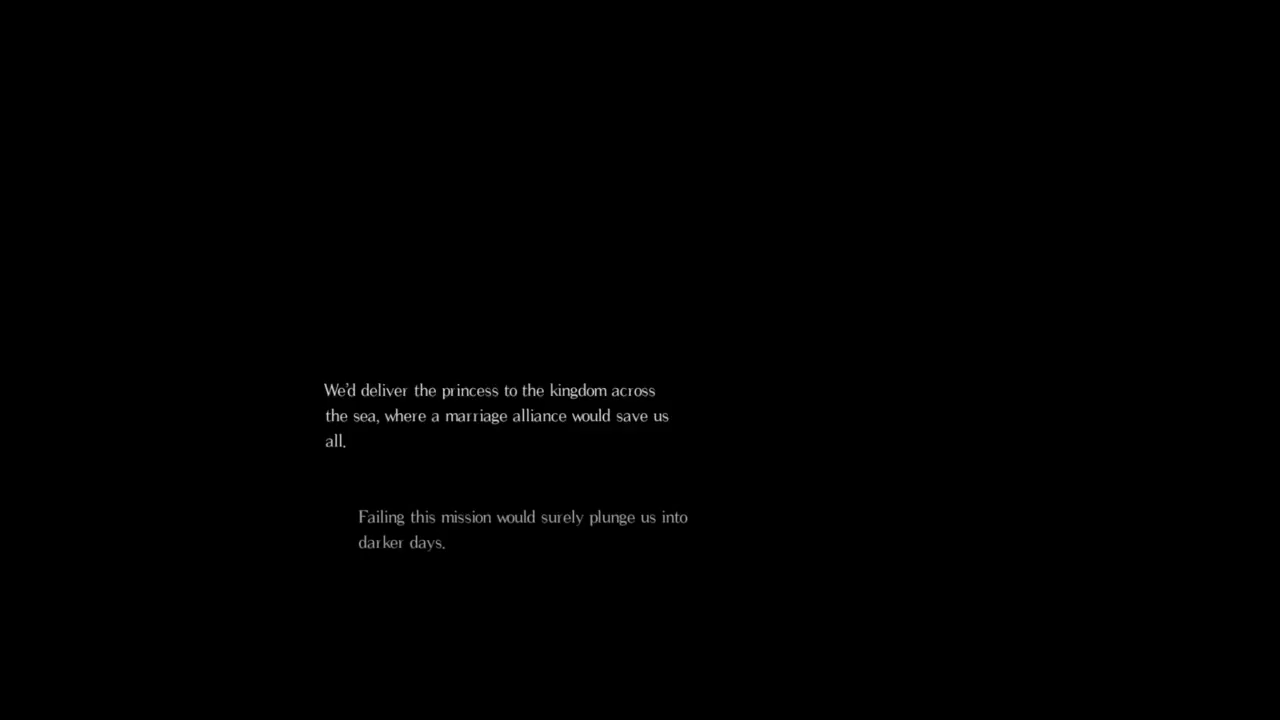 We'd deliver the princess to the kingdom across
the sea, where a marriage alliance would save us
all.
Failing this mission would surely plunge us into
darker days.